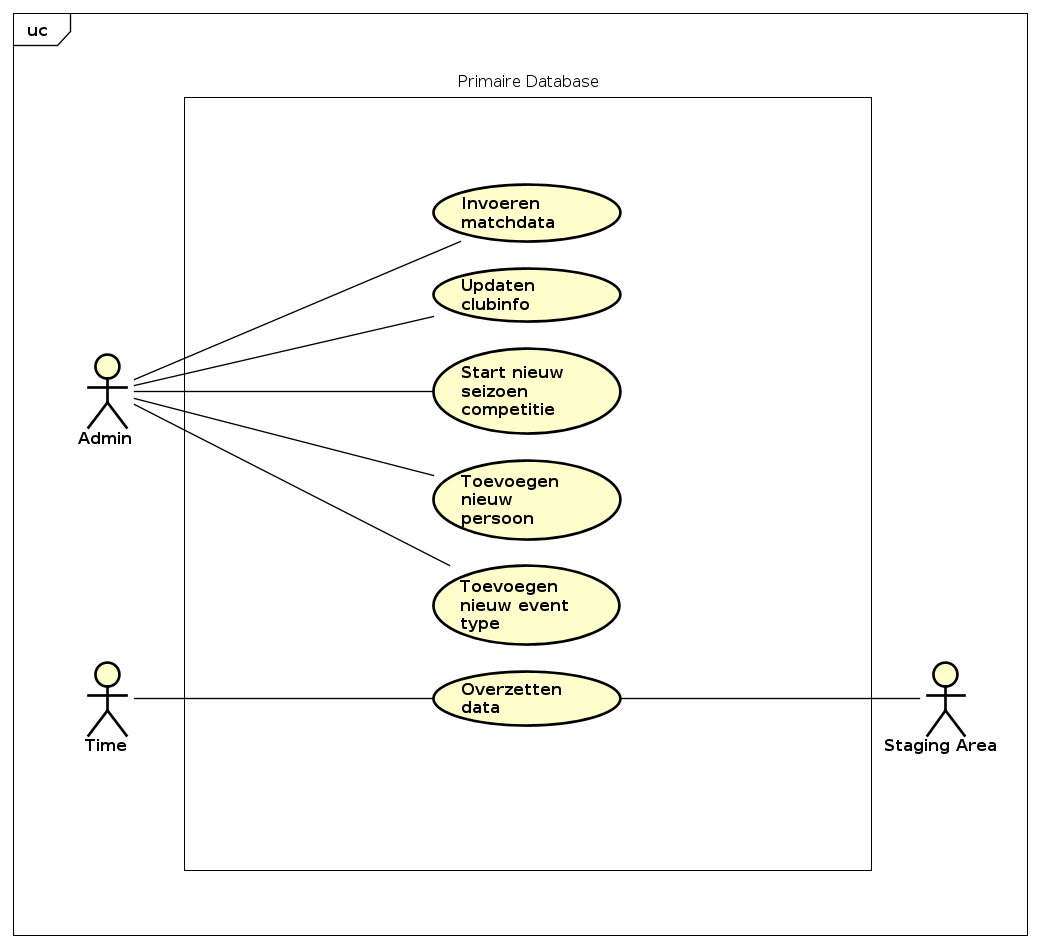 uc
Primaire Database
Invoeren
matchdata
Updaten
clubinfo
Start nieuw
seizoen
competitie
Admin
Toevoegen
nieuw
persoon
Toevoegen
nieuw event
type
Overzetten
data
Time
Staging Area